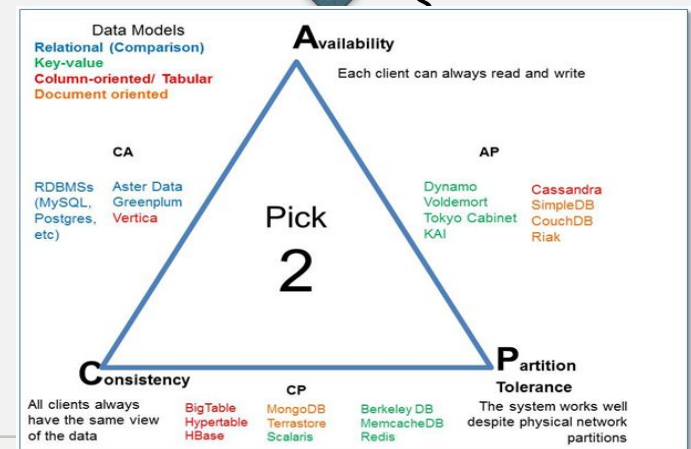 Data Models
Relational (Comparison)
Key-value
Column-oriented/ Tabular
Document oriented
Availability
Each client can always read and write
CA
RDBMSs
(MySQL,
Postgres,
etc)
Aster Data
Greenplum
Vertica
Pick
2
AP
Dynamo
Voldemort
Tokyo Cabinet
KAI
Cassandra
SimpleDB
CouchDB
Riak
Consistency
All clients always
have the same view
of the data
CP
BigTable
Hypertable
HBase
MongoDB
Terrastore
Scalaris
Berkeley DB
MemcacheDB
Redis
Partition
Tolerance
The system works well
despite physical network
partitions